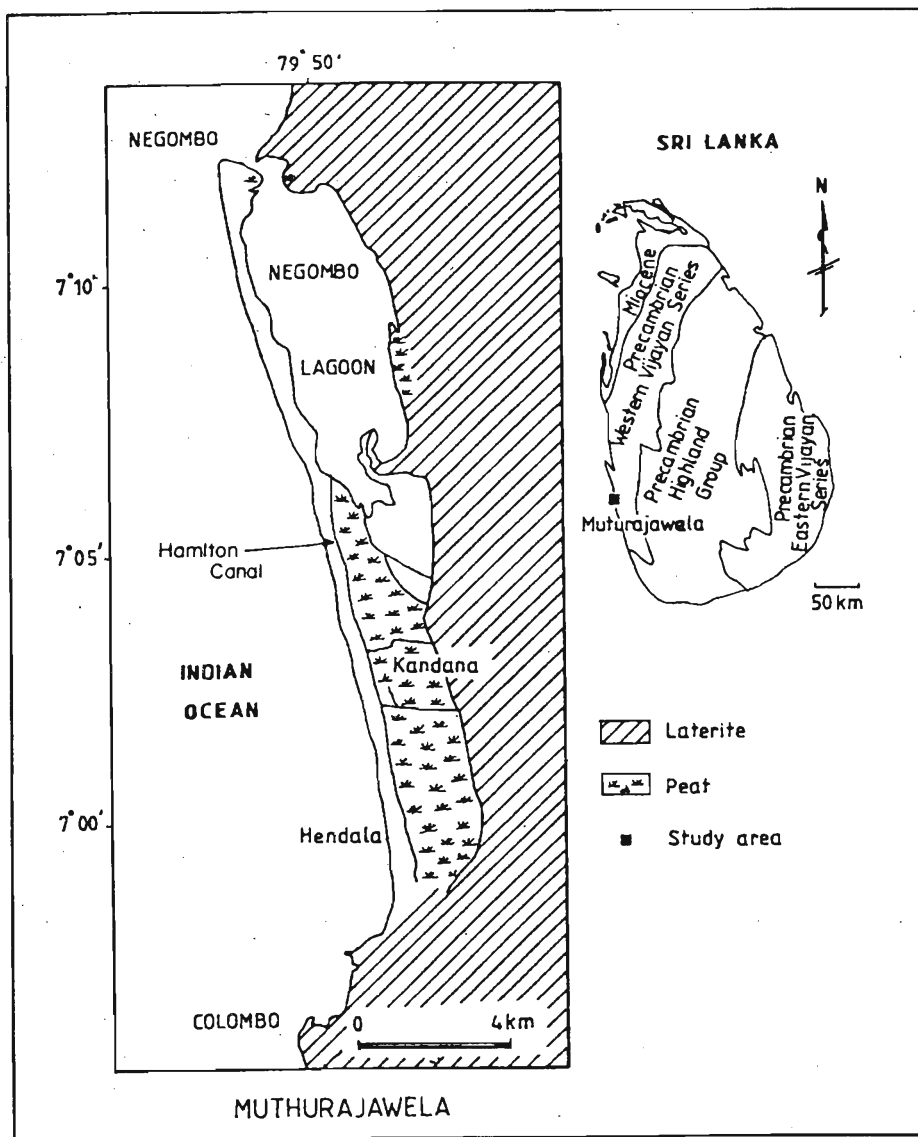 79° 50'
NEGOMBO
NEGOMBO
7° 10'
LAGOON
Hamilton
Canal
7° 05'
Kandana
INDIAN
OCEAN
7° 00'
Hendala
COLOMBO
0 4km
MUTHURAJAWELA
SRI LANKA
N
Miocene
Precambrian
Western Vijayan Series
Precambrian
Highland
Group
Precambrian
Eastern Vijayan
Series
Muturajawela
50 km
Laterite
Peat
Study area